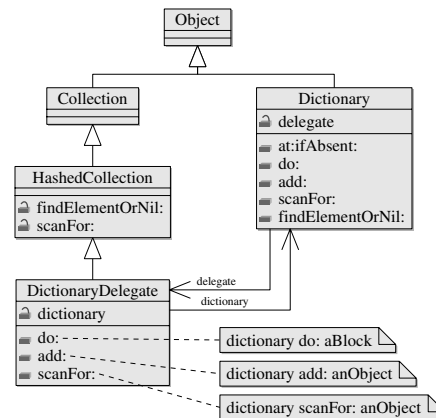 Object
Collection
Dictionary
delegate
at:ifAbsent:
do:
add:
scanFor:
findElementOrNil:
HashedCollection
findElementOrNil:
scanFor:
delegate
dictionary
DictionaryDelegate
dictionary
do:
add:
scanFor:
dictionary do: aBlock
dictionary add: anObject
dictionary scanFor: anObject